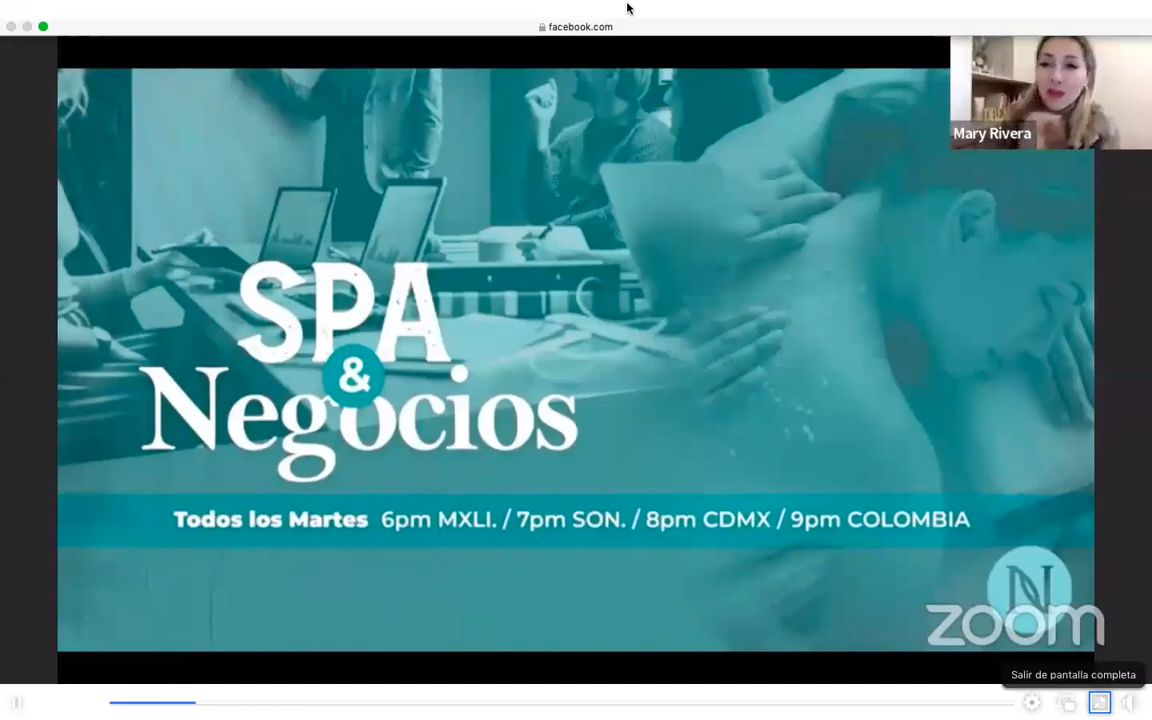 facebook.com
Mary Rivera
SPA
&
Negocios
Todos los Martes 6pm MXLI. / 7pm SON. / 8pm CDMX / 9pm COLOMBIA
N
zoom
Salir de pantalla completa